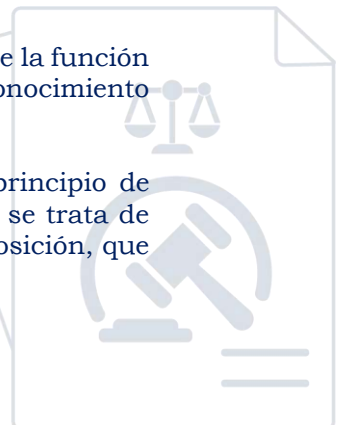 e la función
onocimiento
principio de
se trata de
osición, que